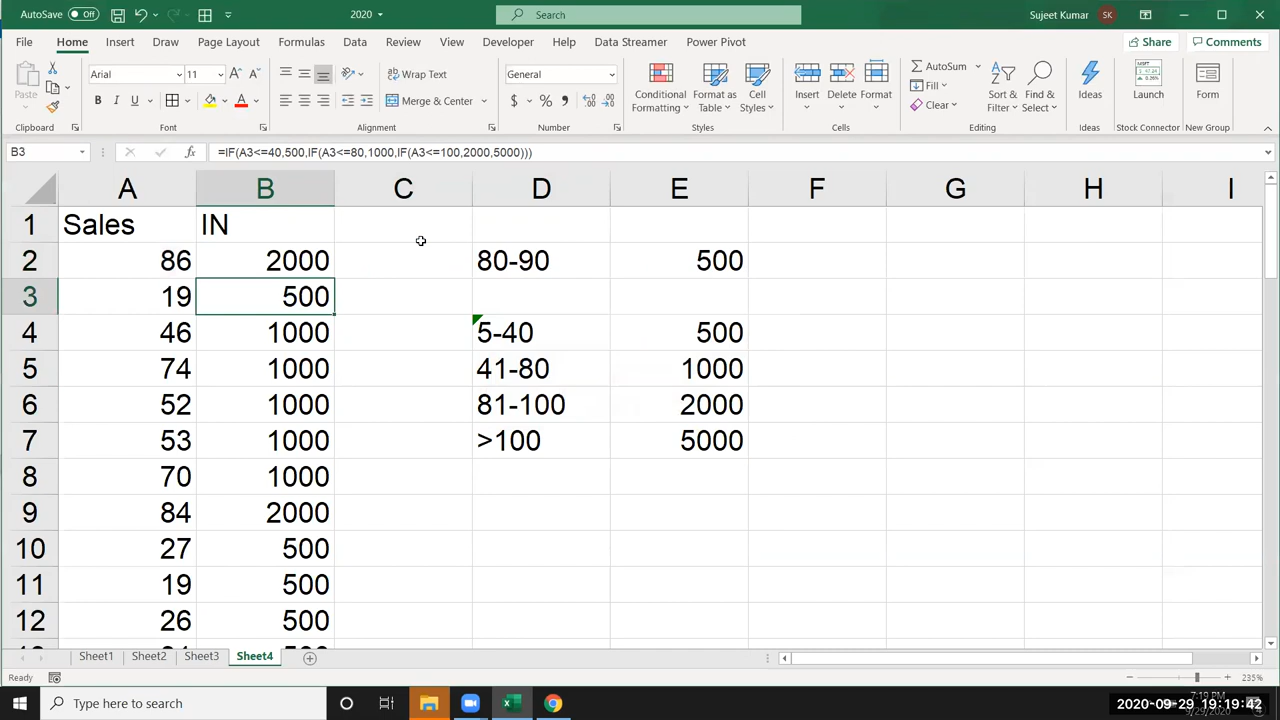 AutoSave Off 2020 Search Sujeet Kumar SK
File Home Insert Draw Page Layout Formulas Data Review View Developer Help Data Streamer Power Pivot Share Comments
Paste Arial 11 Wrap Text General Conditional Formatting Format as Table Cell Styles Insert Delete Format AutoSum Fill Clear Sort & Filter Find & Select Ideas Launch Form
B I U Merge & Center $ %
Clipboard Font Alignment Number Styles Cells Editing Ideas Stock Connector New Group
B3 fx =IF(A3<=40,500,IF(A3<=80,1000,IF(A3<=100,2000,5000)))
A B C D E F G H I
1 Sales IN
2 86 2000 80-90 500
3 19 500
4 46 1000 5-40 500
5 74 1000 41-80 1000
6 52 1000 81-100 2000
7 53 1000 >100 5000
8 70 1000
9 84 2000
10 27 500
11 19 500
12 26 500
Sheet1 Sheet2 Sheet3 Sheet4
Ready 235%
Type here to search 2020-09-29 19:19:42